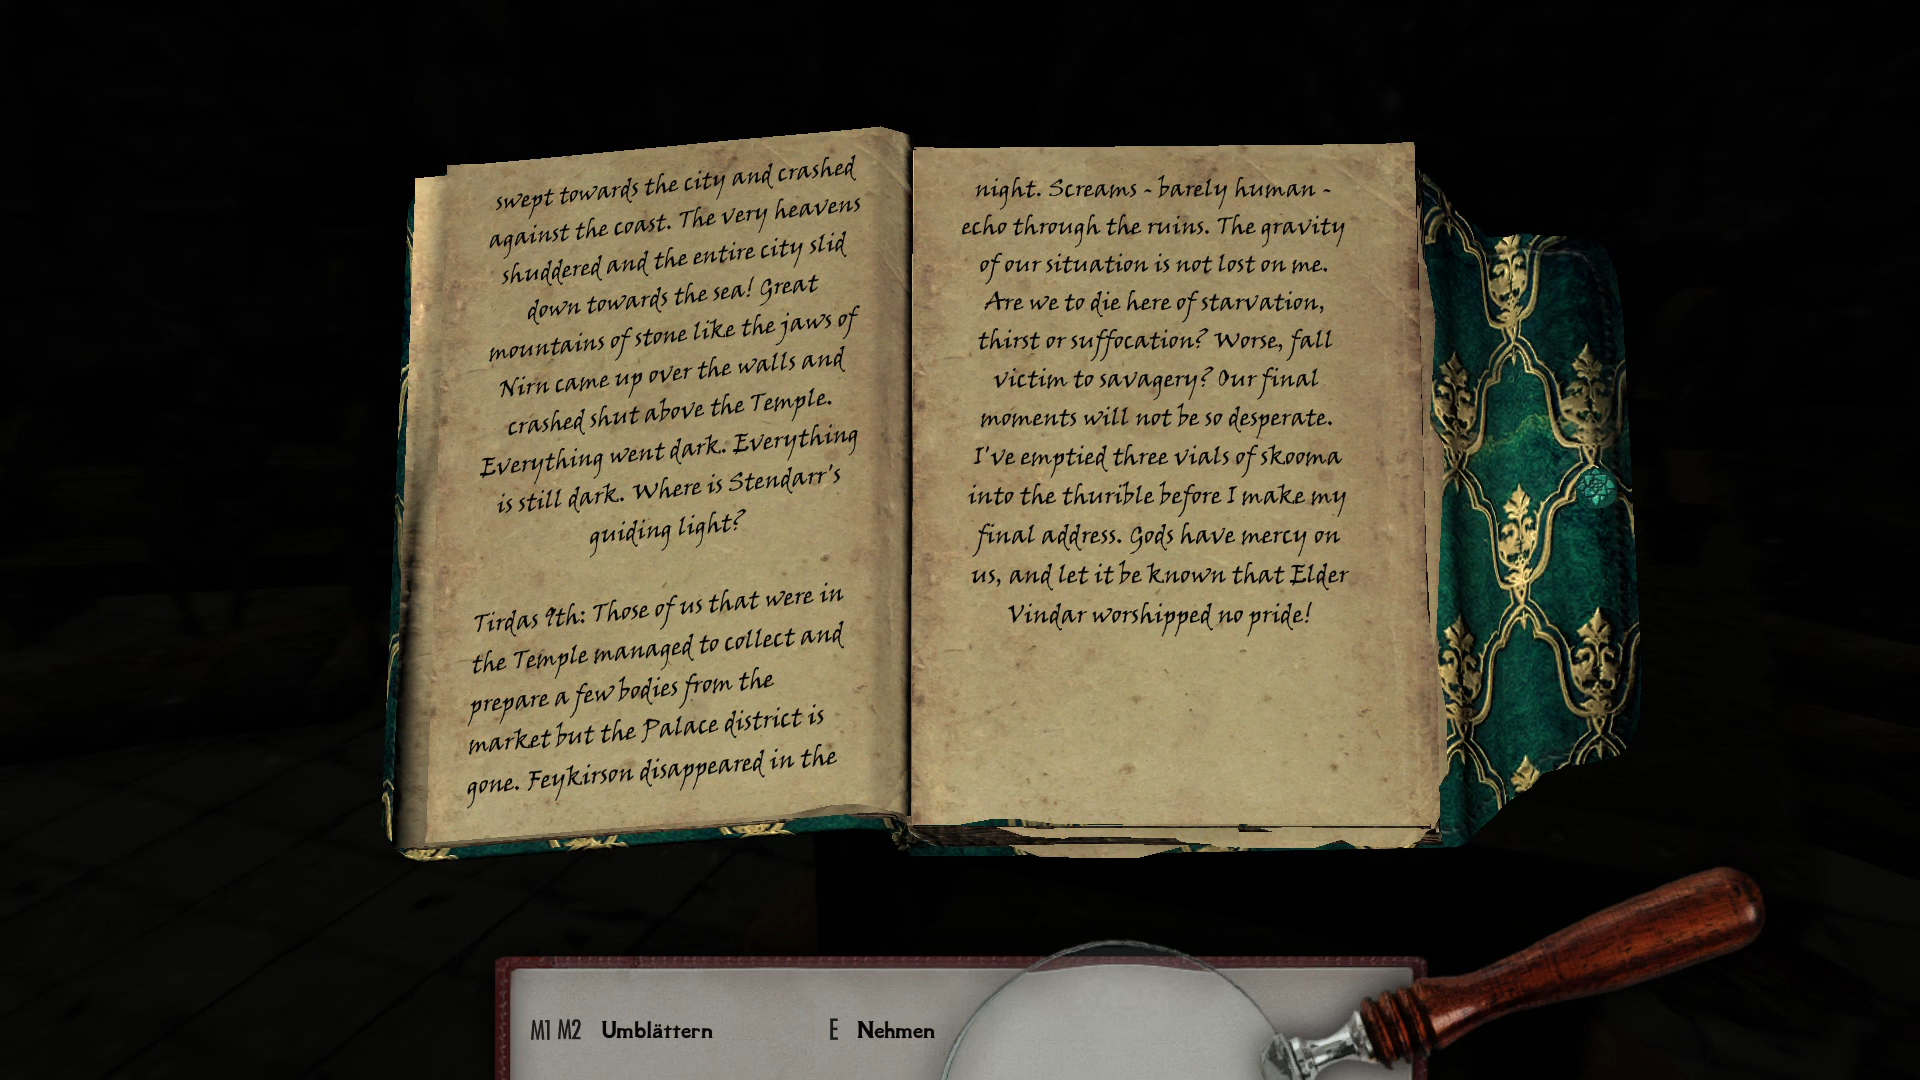 swept towards the city and crashed
against the coast. The very heavens
shuddered and the entire city slid
down towards the sea! Great
mountains of stone like the jaws of
Nirn came up over the walls and
crashed shut above the Temple.
Everything went dark. Everything
is still dark. Where is Stendarr's
guiding light?
Tirdas 9th: Those of us that were in
the Temple managed to collect and
prepare a few bodies from the
market but the Palace district is
gone. Feykirson disappeared in the
night. Screams - barely human -
echo through the ruins. The gravity
of our situation is not lost on me.
Are we to die here of starvation,
thirst or suffocation? Worse, fall
victim to savagery? Our final
moments will not be so desperate.
I've emptied three vials of skooma
into the thurible before I make my
final address. Gods have mercy on
us, and let it be known that Elder
Vindar worshipped no pride!
M1 M2 Umblättern E Nehmen